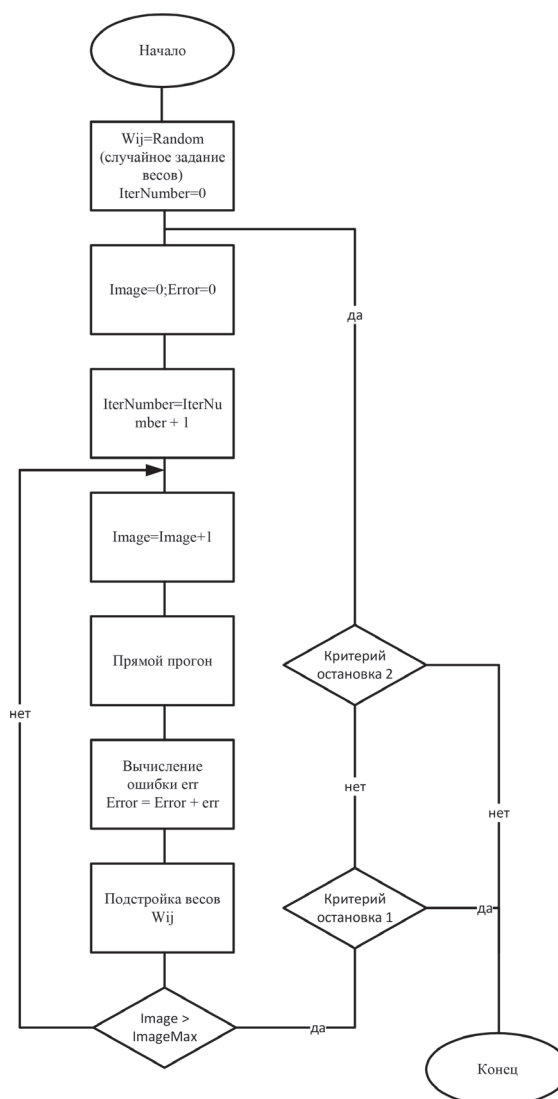 Начало
Wij=Random
(случайное задание
весов)
IterNumber=0
Image=0;Error=0
да
IterNumber=IterNu
mber + 1
Image=Image+1
Прямой прогон
Критерий
остановка 2
нет
Вычисление
ошибки err
Error = Error + err
нет
нет
Подстройка весов
Wij
Критерий
остановка 1
да
Image >
ImageMax
да
Конец